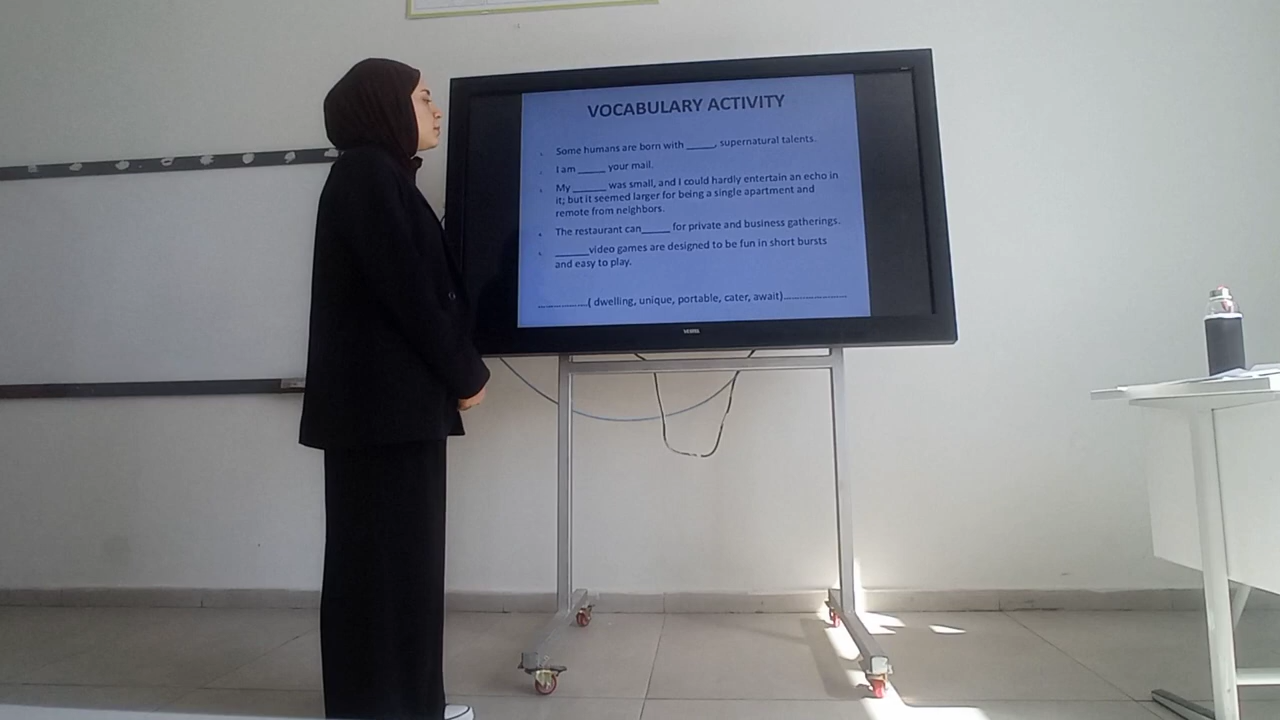 VOCABULARY ACTIVITY
Some humans are born with _____, supernatural talents.
I am _____ your mail.
My ______ was small, and I could hardly entertain an echo in
it; but it seemed larger for being a single apartment and
remote from neighbors.
The restaurant can_____ for private and business gatherings.
______video games are designed to be fun in short bursts
and easy to play.
..................( dwelling, unique, portable, cater, await)......................
VESTEL